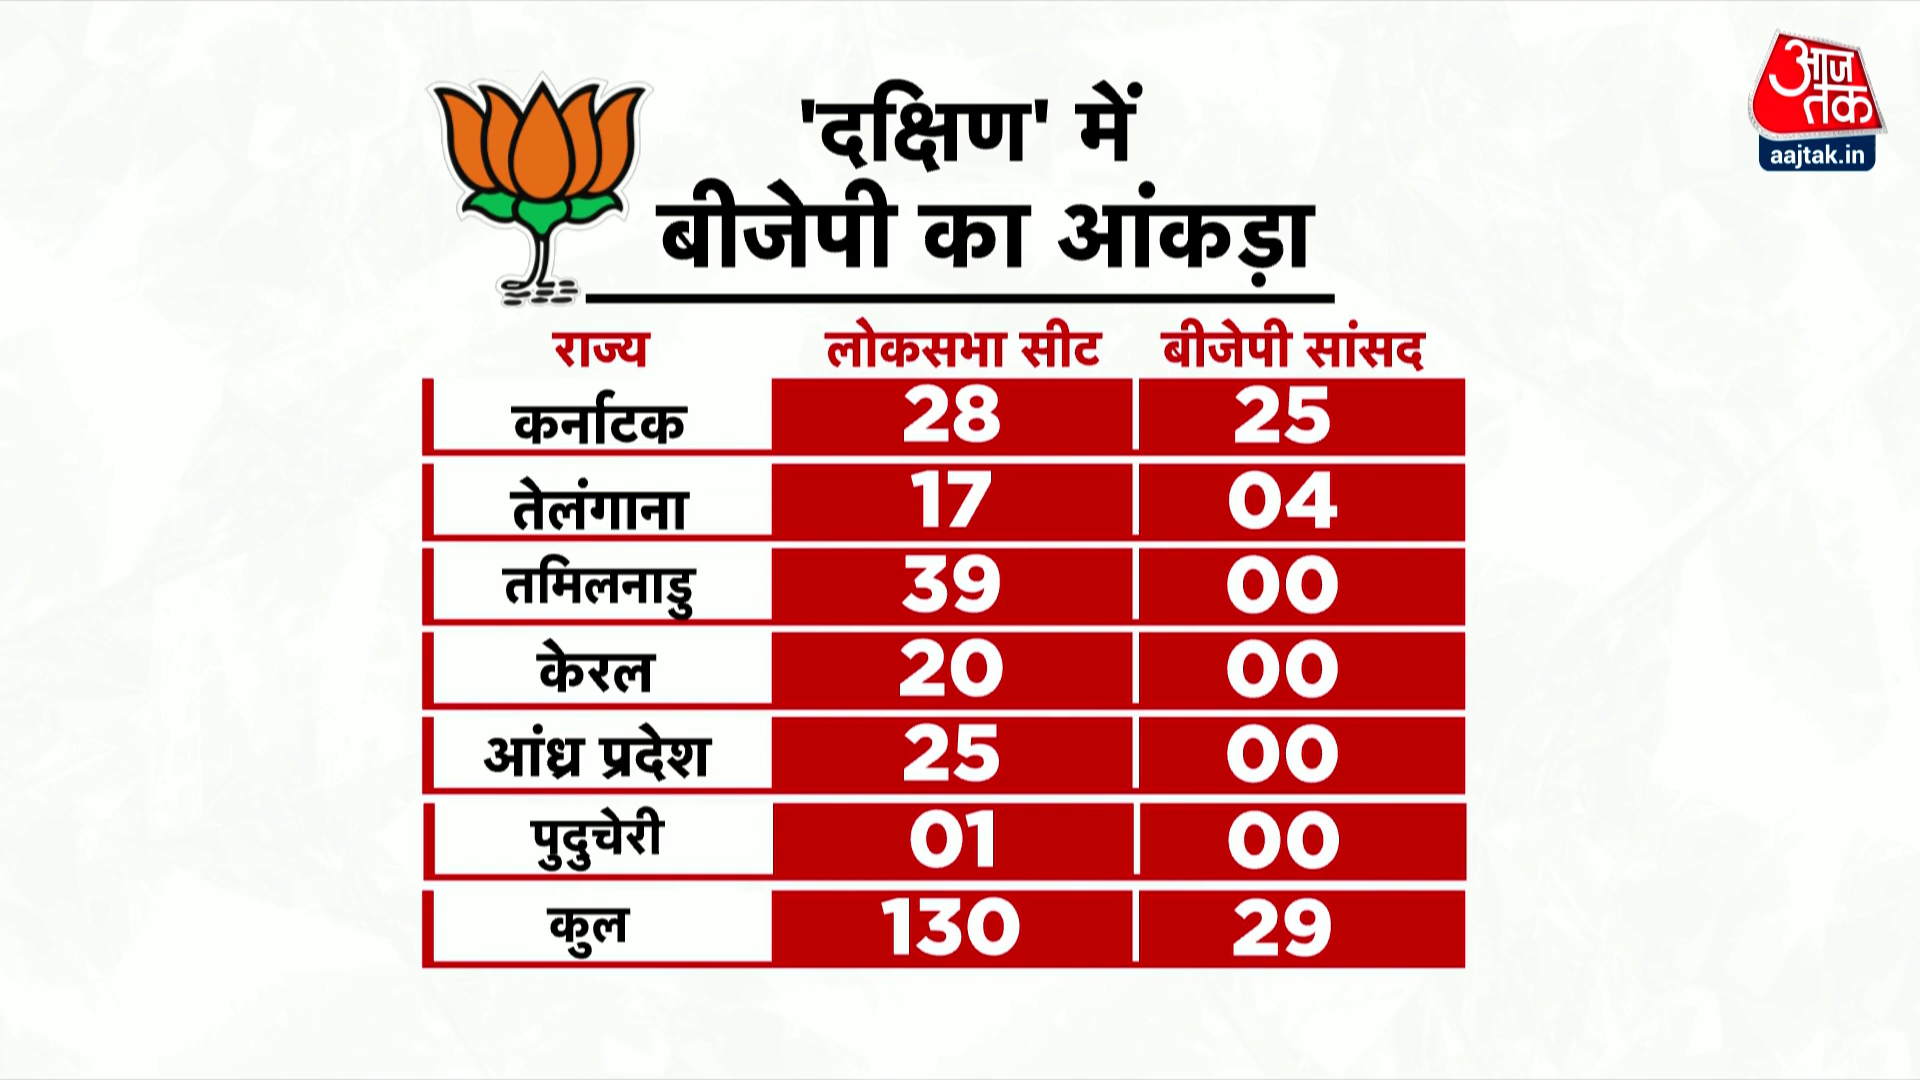 'दक्षिण' में
बीजेपी का आंकड़ा
आज
तक
aajtak.in
राज्य लोकसभा सीट बीजेपी सांसद
कर्नाटक 28 25
तेलंगाना 17 04
तमिलनाडु 39 00
केरल 20 00
आंध्र प्रदेश 25 00
पुदुचेरी 01 00
कुल 130 29